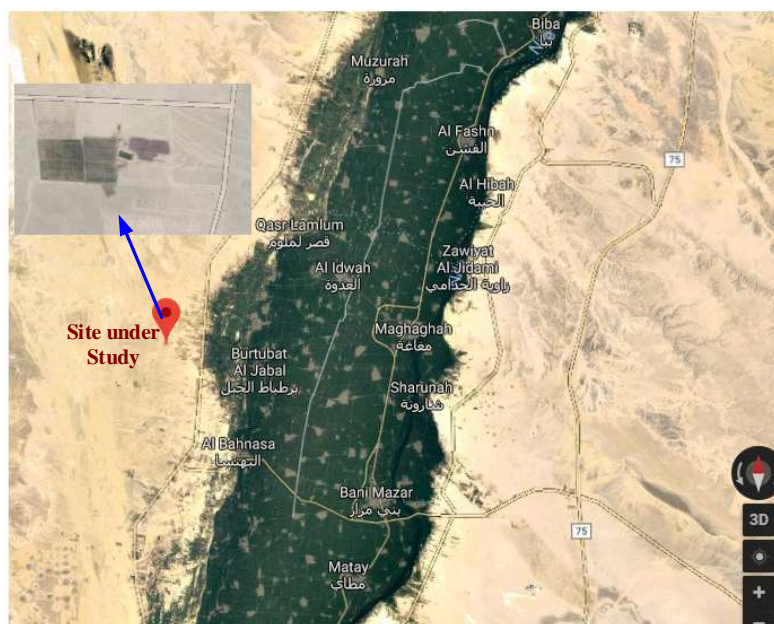 Biba
ببا
Muzurah
مزورة
Al Fashn
الفشن
75
Al Hibah
الحيبة
Qasr Lamlum
قصر لملوم
Zawiyat
Al Jidami
زاوية الجدامي
Al Idwah
العدوة
Site under
Study
Maghaghah
مغاغة
Burtubat
Al Jabal
برطباط الجبل
Sharunah
شارونة
Al Bahnasa
البهنسا
3D
Bani Mazar
بني مزار
75
Matay
مطاي